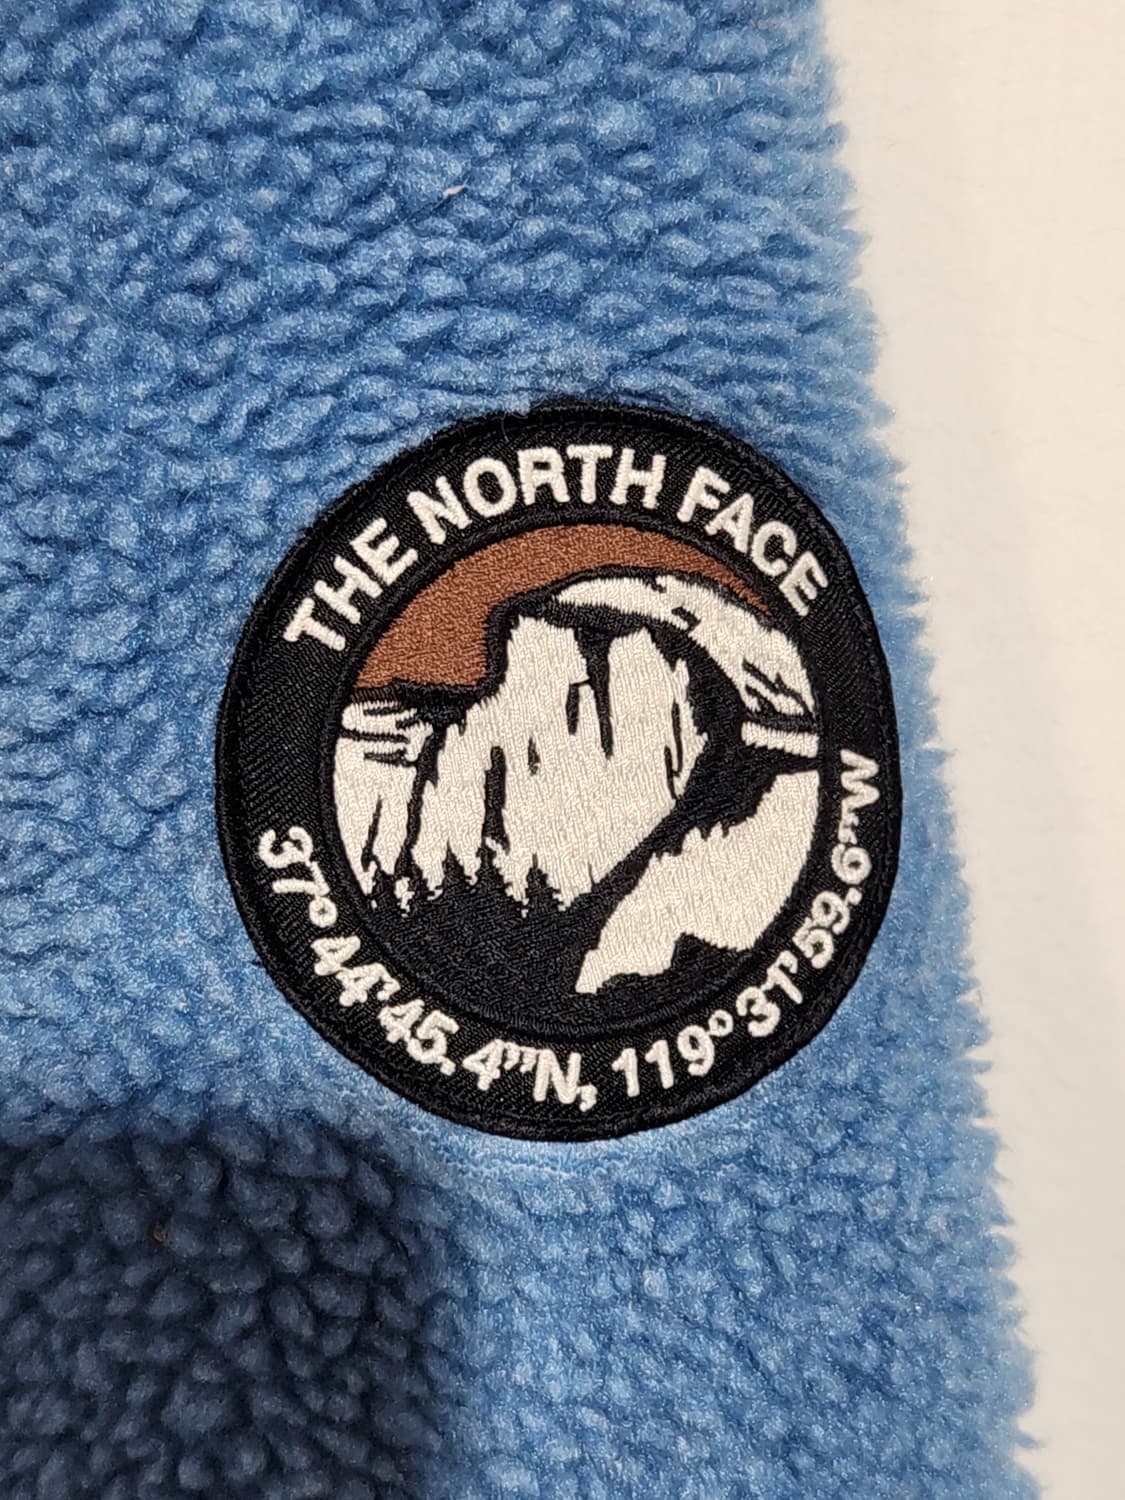 THE NORTH FACE
37°44'45.4"N, 119°31'59.6"W